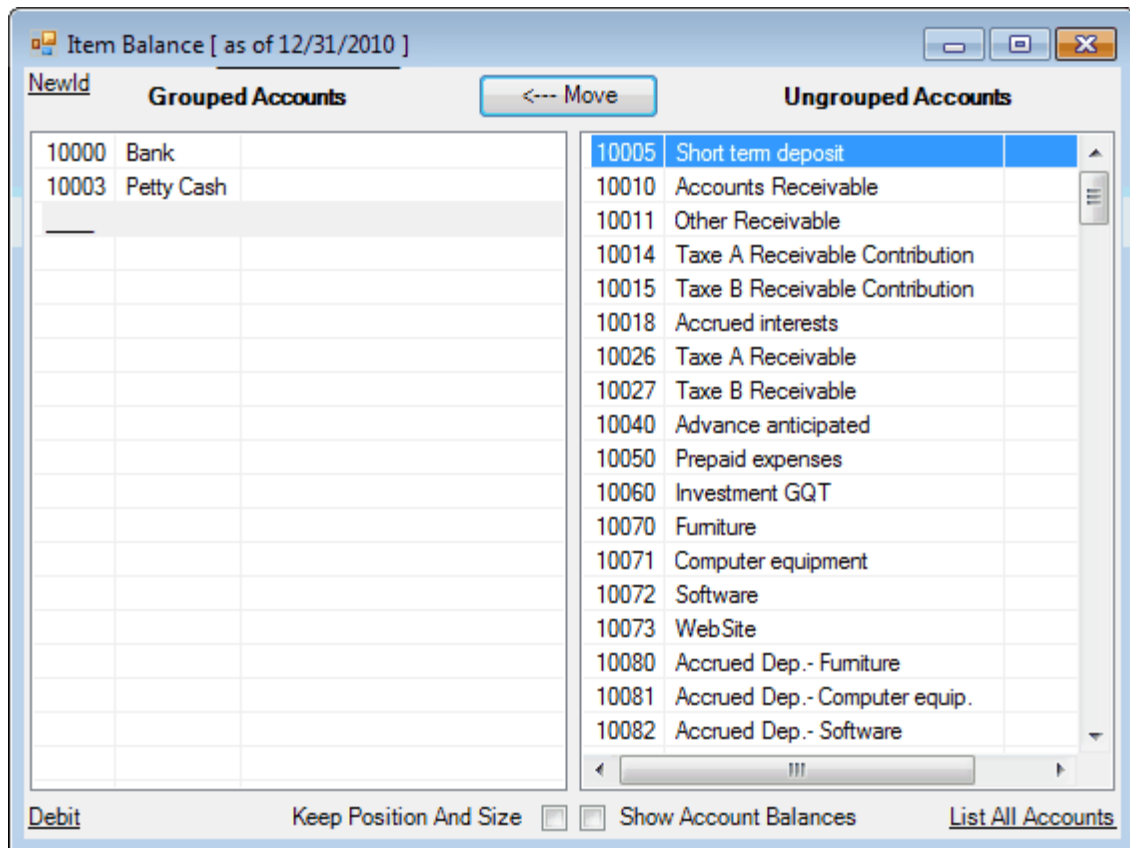 Item Balance [ as of 12/31/2010 ]
NewId
Grouped Accounts
<--- Move
Ungrouped Accounts
10000 Bank
10003 Petty Cash
10005 Short term deposit
10010 Accounts Receivable
10011 Other Receivable
10014 Taxe A Receivable Contribution
10015 Taxe B Receivable Contribution
10018 Accrued interests
10026 Taxe A Receivable
10027 Taxe B Receivable
10040 Advance anticipated
10050 Prepaid expenses
10060 Investment GQT
10070 Furniture
10071 Computer equipment
10072 Software
10073 WebSite
10080 Accrued Dep.- Furniture
10081 Accrued Dep.- Computer equip.
10082 Accrued Dep.- Software
Debit
Keep Position And Size
Show Account Balances
List All Accounts